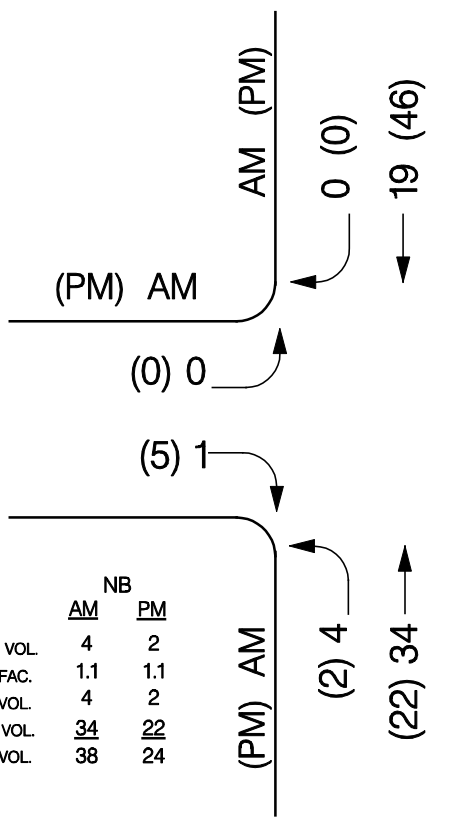 AM (PM)
0 (0)
19 (46)
(PM) AM
(0) 0
(5) 1
NB
AM PM
VOL. 4 2
FAC. 1.1 1.1
VOL. 4 2
VOL. 34 22
VOL. 38 24
(PM) AM
(2) 4
(22) 34